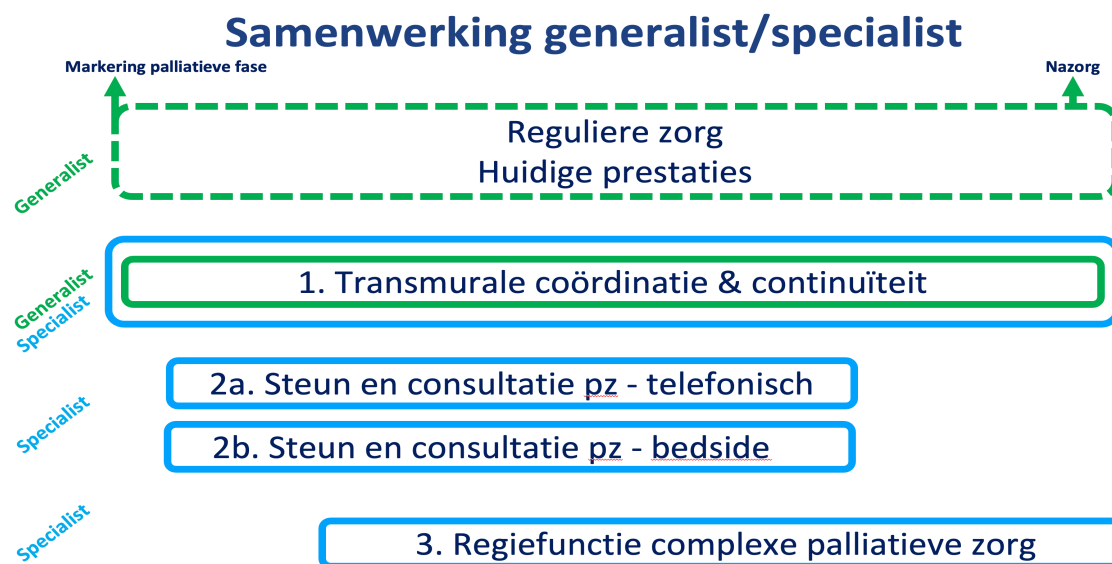 Samenwerking generalist/specialist
Markering palliatieve fase
Nazorg
Generalist
Reguliere zorg
Huidige prestaties
Generalist
Specialist
1. Transmurale coördinatie & continuïteit
Specialist
2a. Steun en consultatie pz - telefonisch
2b. Steun en consultatie pz - bedside
Specialist
3. Regiefunctie complexe palliatieve zorg